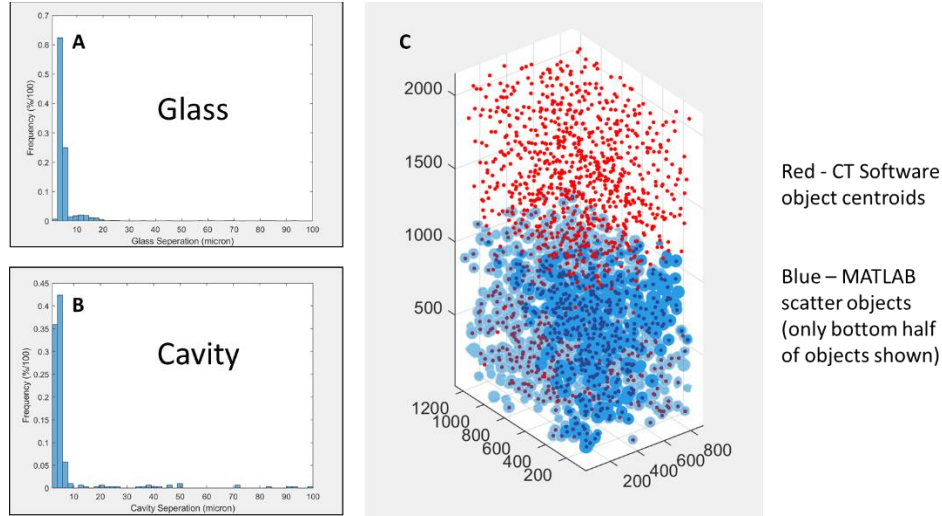 A
Glass
0.7
0.6
0.5
0.4
0.3
0.2
0.1
0
Frequency (%/100)
10 20 30 40 50 60 70 80 90 100
Glass Seperation (micron)
B
Cavity
0.45
0.4
0.35
0.3
0.25
0.2
0.15
0.1
0.05
0
Frequency (%/100)
10 20 30 40 50 60 70 80 90 100
Cavity Seperation (micron)
C
2000
1500
1000
500
1200
1000
800
600
400
200
200
400
600
800
Red - CT Software
object centroids
Blue – MATLAB
scatter objects
(only bottom half
of objects shown)